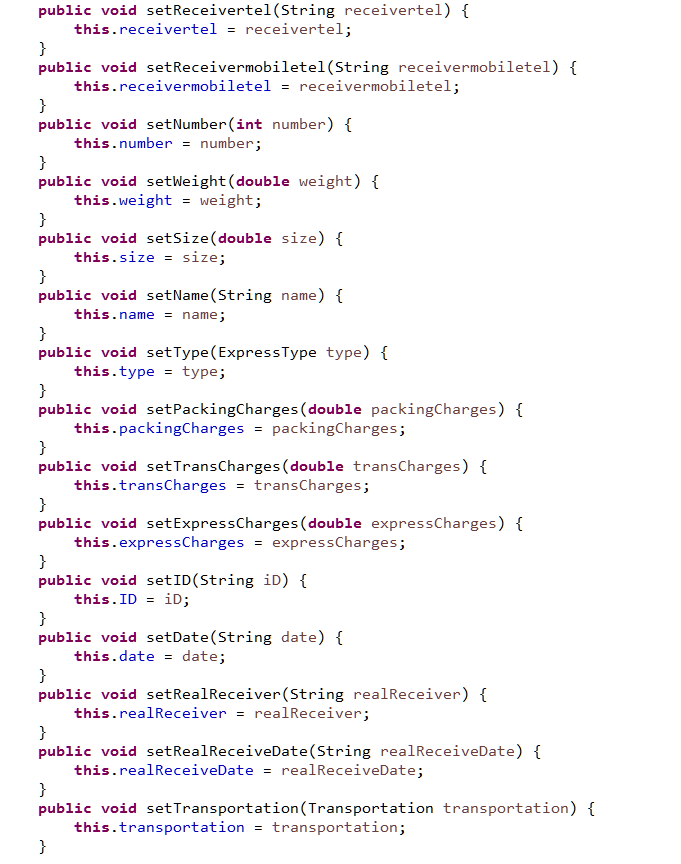 public void setReceivertel(String receivertel) {
this.receivertel = receivertel;
}
public void setReceivermobiletel(String receivermobiletel) {
this.receivermobiletel = receivermobiletel;
}
public void setNumber(int number) {
this.number = number;
}
public void setWeight(double weight) {
this.weight = weight;
}
public void setSize(double size) {
this.size = size;
}
public void setName(String name) {
this.name = name;
}
public void setType(ExpressType type) {
this.type = type;
}
public void setPackingCharges(double packingCharges) {
this.packingCharges = packingCharges;
}
public void setTransCharges(double transCharges) {
this.transCharges = transCharges;
}
public void setExpressCharges(double expressCharges) {
this.expressCharges = expressCharges;
}
public void setID(String iD) {
this.ID = iD;
}
public void setDate(String date) {
this.date = date;
}
public void setRealReceiver(String realReceiver) {
this.realReceiver = realReceiver;
}
public void setRealReceiveDate(String realReceiveDate) {
this.realReceiveDate = realReceiveDate;
}
public void setTransportation(Transportation transportation) {
this.transportation = transportation;
}